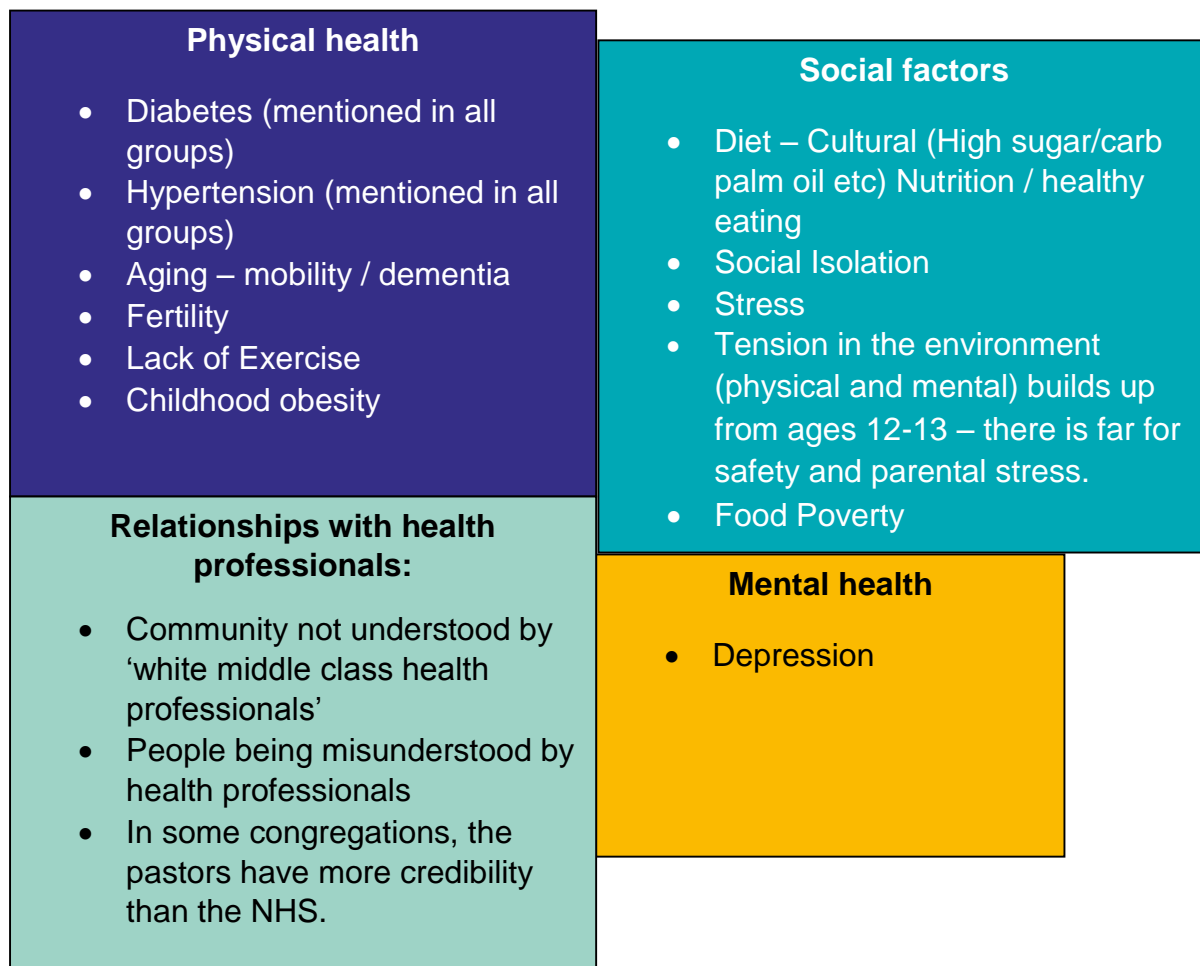 Physical health
• Diabetes (mentioned in all
groups)
• Hypertension (mentioned in all
groups)
• Aging – mobility / dementia
• Fertility
• Lack of Exercise
• Childhood obesity
Social factors
• Diet – Cultural (High sugar/carb
palm oil etc) Nutrition / healthy
eating
• Social Isolation
• Stress
• Tension in the environment
(physical and mental) builds up
from ages 12-13 – there is far for
safety and parental stress.
• Food Poverty
Relationships with health
professionals:
• Community not understood by
‘white middle class health
professionals’
• People being misunderstood by
health professionals
• In some congregations, the
pastors have more credibility
than the NHS.
Mental health
• Depression